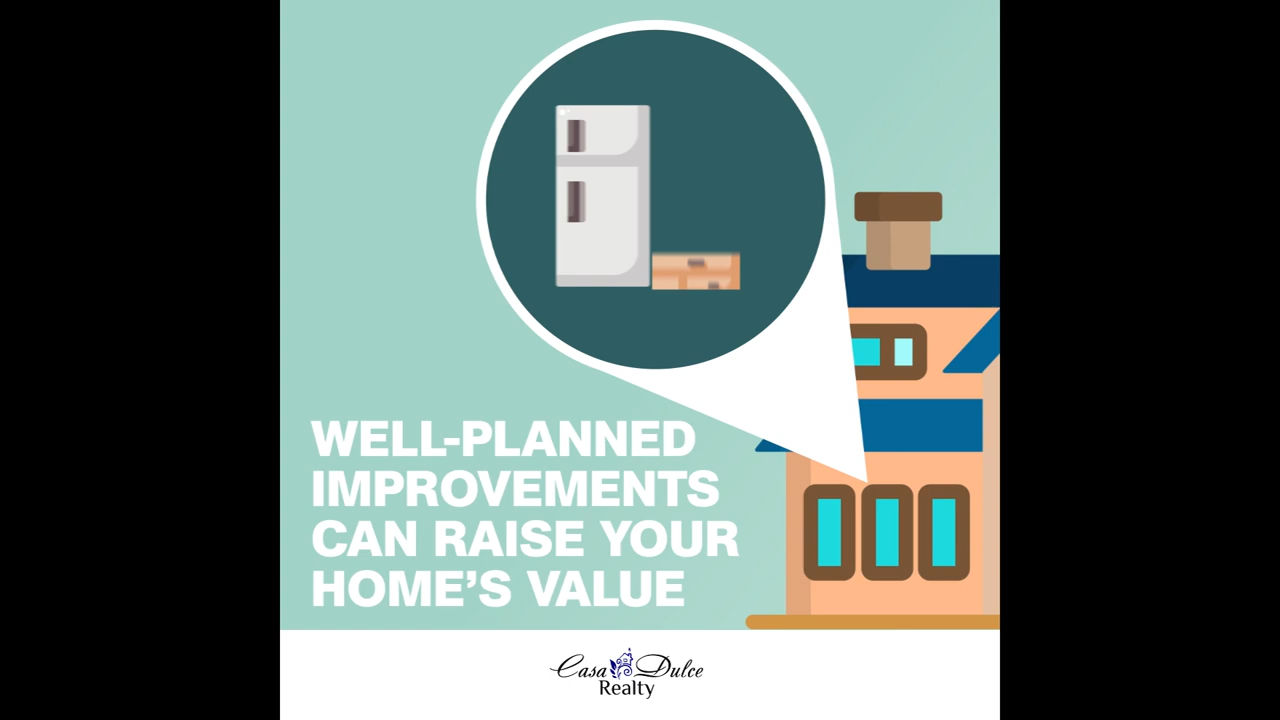 WELL-PLANNED
IMPROVEMENTS
CAN RAISE YOUR
HOME’S VALUE
Casa Dulce
Realty